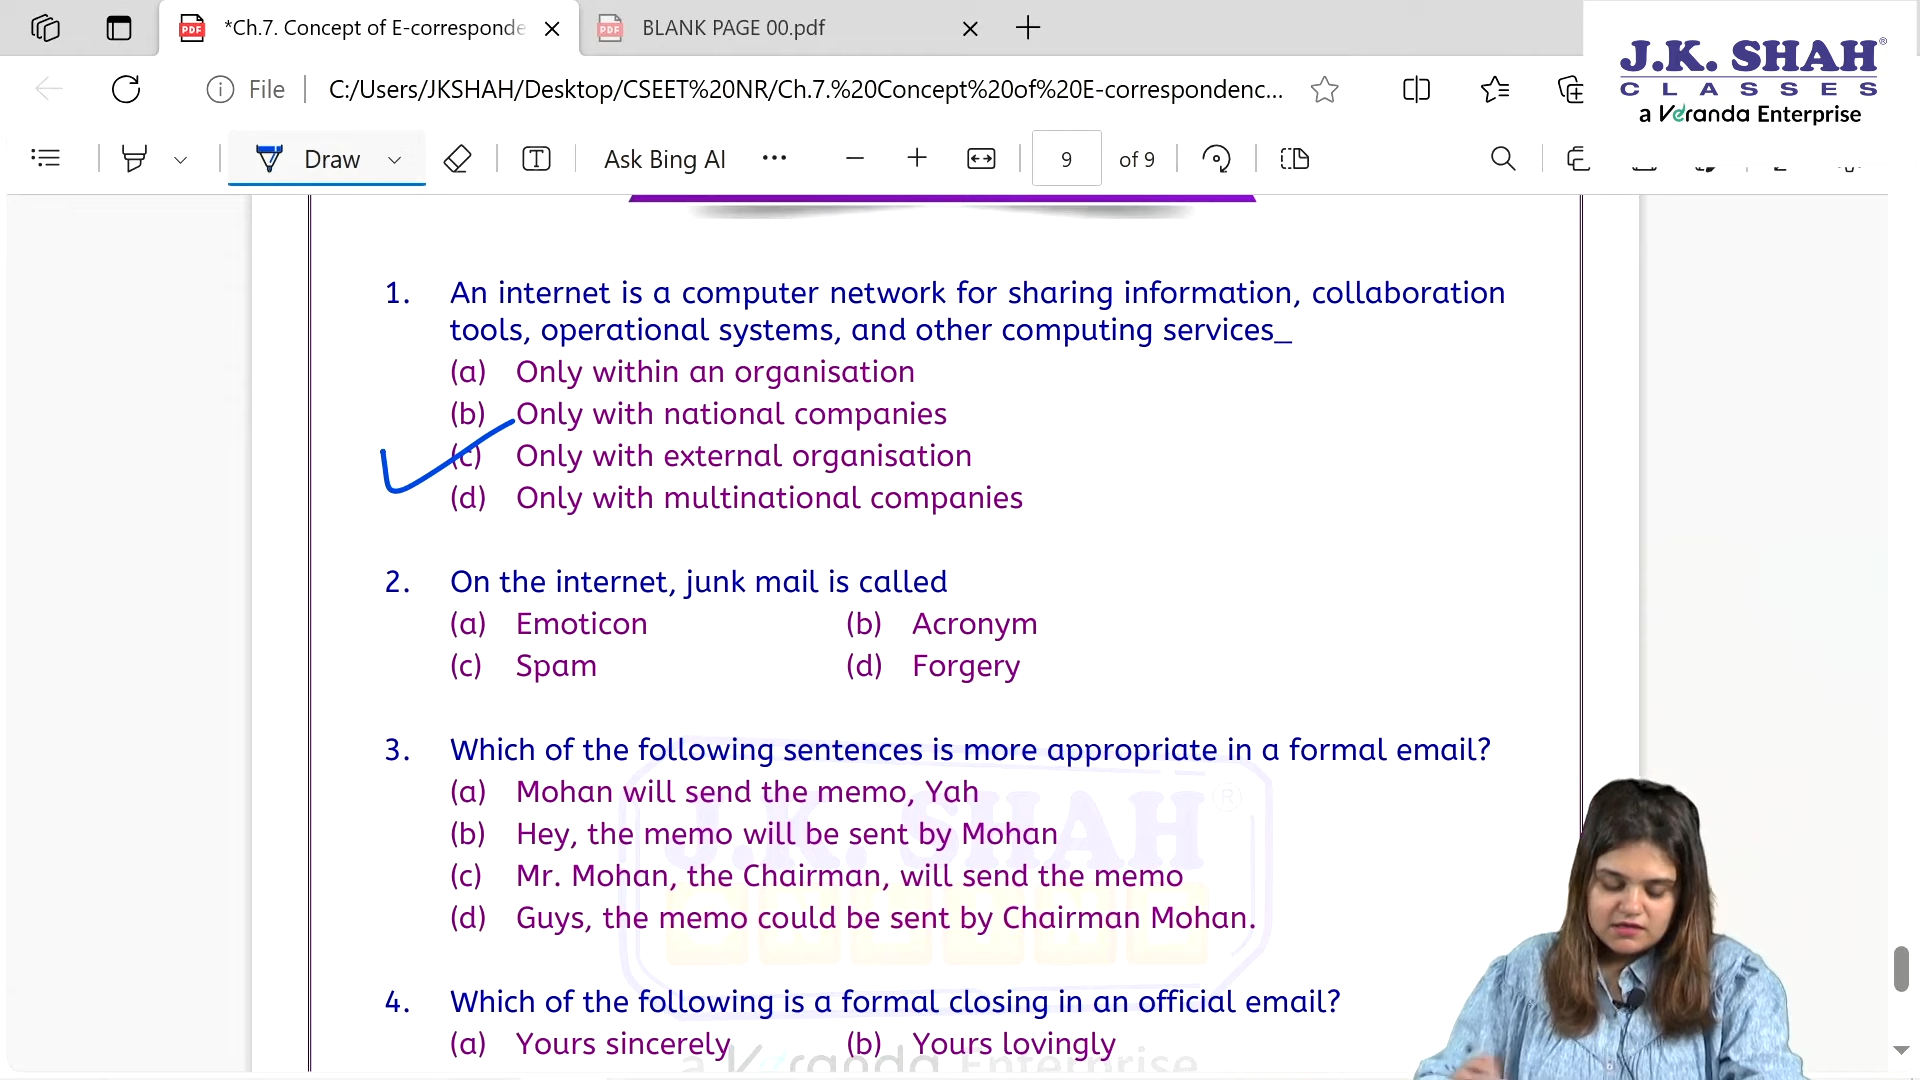 *Ch.7. Concept of E-corresponde
BLANK PAGE 00.pdf
J.K. SHAH®
CLASSES
a Veranda Enterprise
File
C:/Users/JKSHAH/Desktop/CSEET%20NR/Ch.7.%20Concept%20of%20E-correspondenc...
Draw
Ask Bing AI
9
of 9
1. An internet is a computer network for sharing information, collaboration
tools, operational systems, and other computing services_
(a) Only within an organisation
(b) Only with national companies
(c) Only with external organisation
(d) Only with multinational companies
2. On the internet, junk mail is called
(a) Emoticon (b) Acronym
(c) Spam (d) Forgery
3. Which of the following sentences is more appropriate in a formal email?
(a) Mohan will send the memo, Yah
(b) Hey, the memo will be sent by Mohan
(c) Mr. Mohan, the Chairman, will send the memo
(d) Guys, the memo could be sent by Chairman Mohan.
4. Which of the following is a formal closing in an official email?
(a) Yours sincerely (b) Yours lovingly
J.K. SHAH®
a Veranda Enterprise